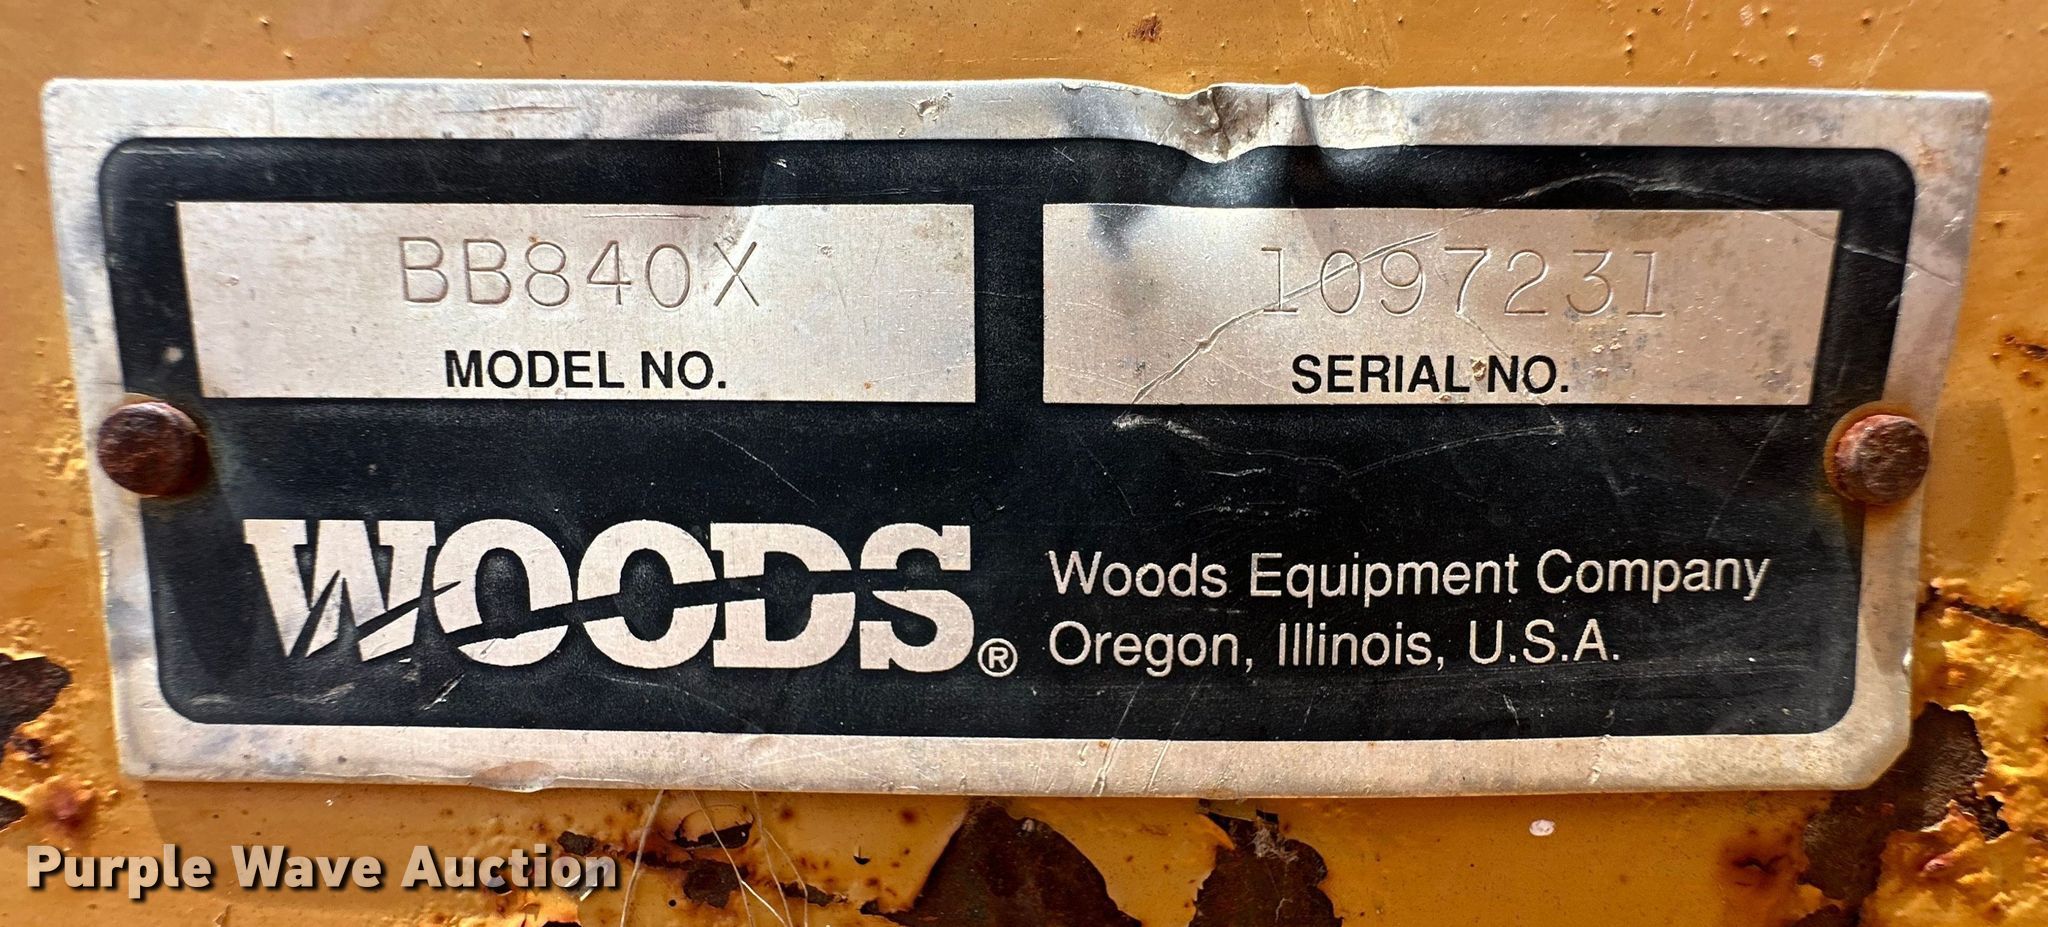 BB840X
MODEL NO.
1097231
SERIAL NO.
WOODS®
Woods Equipment Company
Oregon, Illinois, U.S.A.
Purple Wave Auction